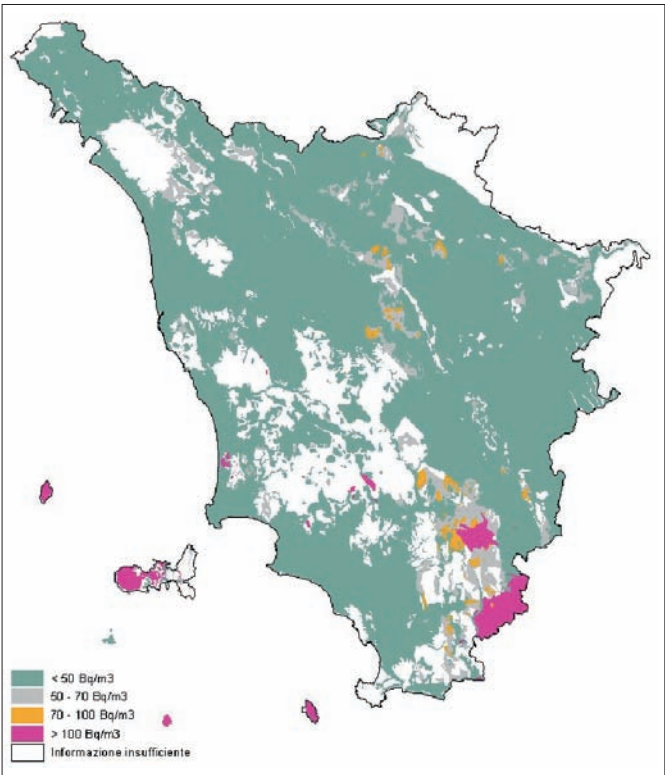 < 50 Bq/m3
50 - 70 Bq/m3
70 - 100 Bq/m3
> 100 Bq/m3
Informazione insufficiente